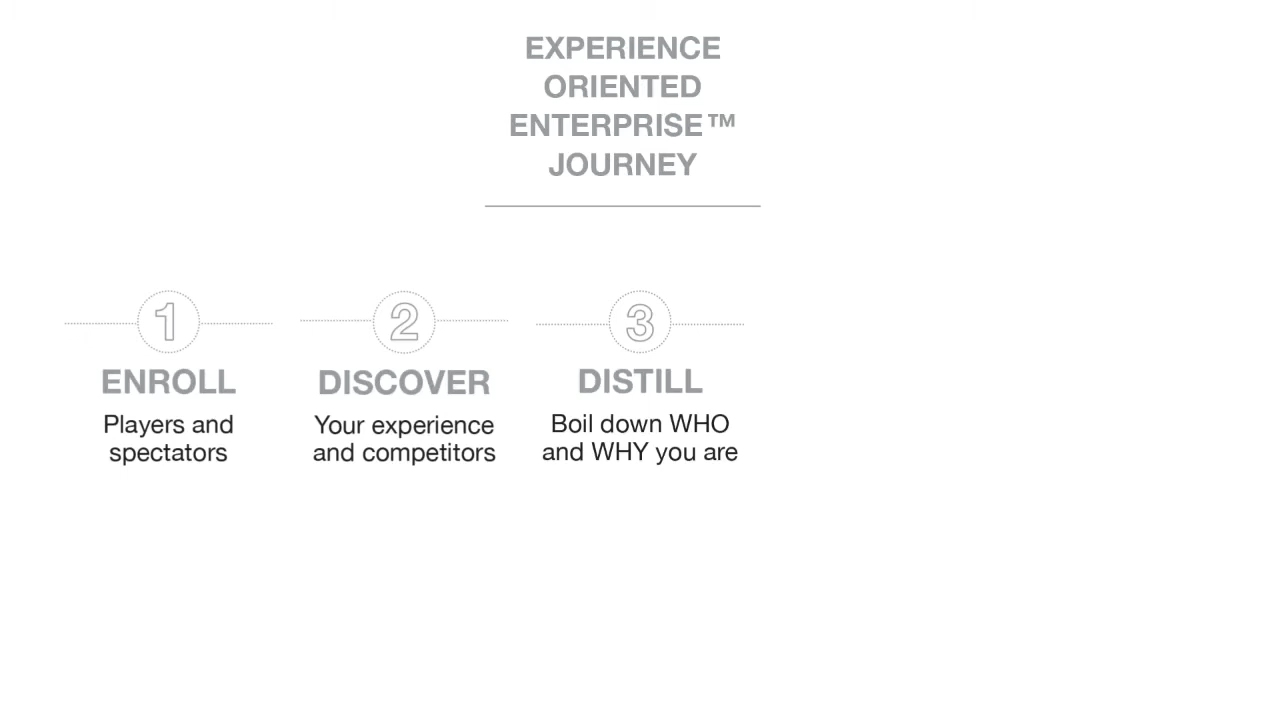 EXPERIENCE
ORIENTED
ENTERPRISE™
JOURNEY
1
ENROLL
Players and
spectators
2
DISCOVER
Your experience
and competitors
3
DISTILL
Boil down WHO
and WHY you are